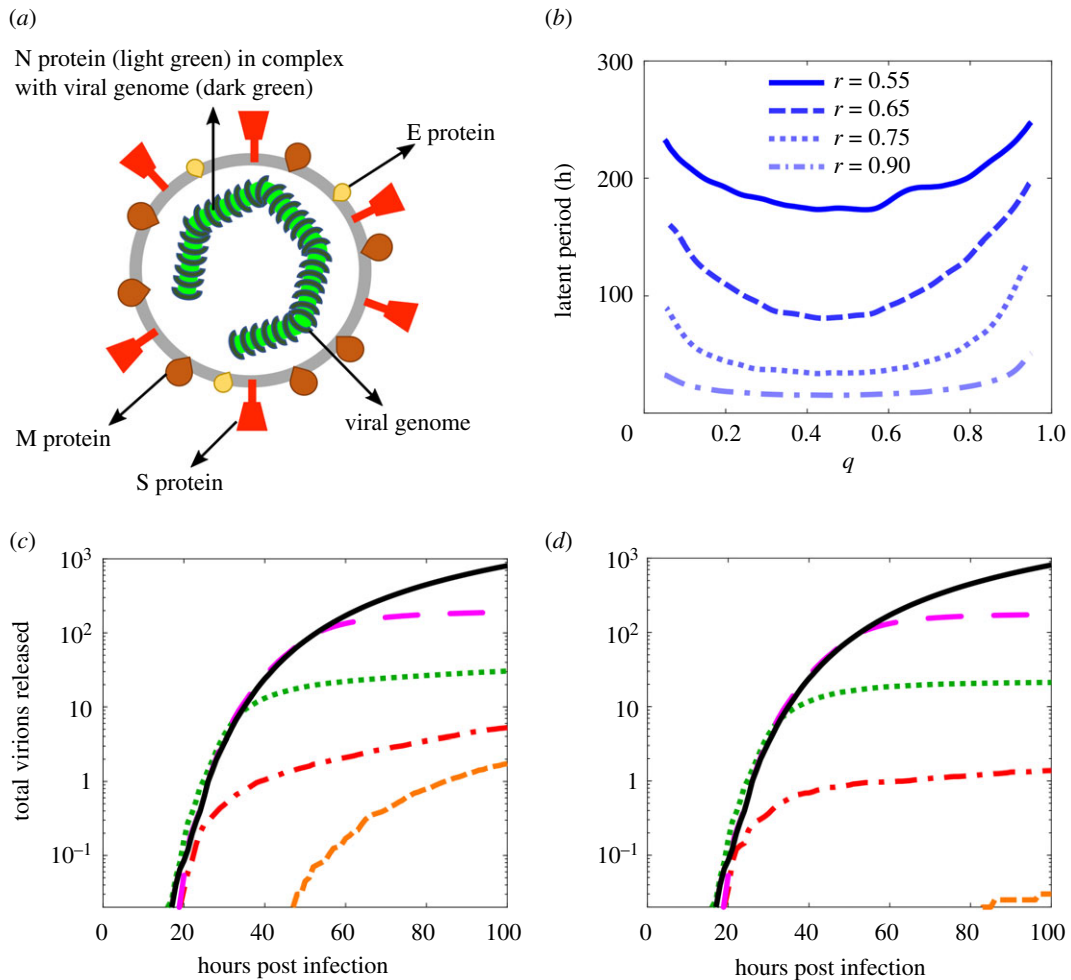 (a)
N protein (light green) in complex
with viral genome (dark green)
E protein
M protein
S protein
viral genome
(b)
300
200
100
0
latent period (h)
r = 0.55
r = 0.65
r = 0.75
r = 0.90
0.2 0.4 0.6 0.8 1.0
q
(c)
10³
10²
10
1
10⁻¹
total virions released
0 20 40 60 80 100
hours post infection
(d)
10³
10²
10
1
10⁻¹
0 20 40 60 80 100
hours post infection